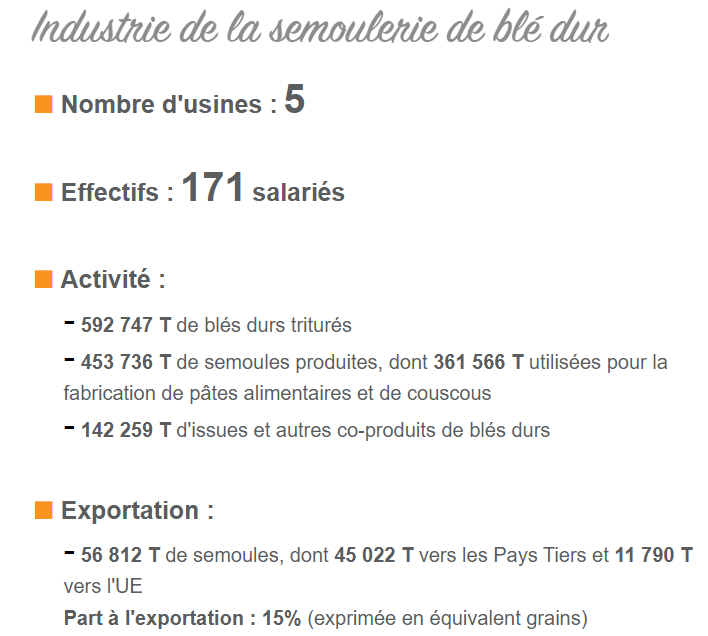 Industrie de la semoulerie de blé dur
Nombre d'usines : 5
Effectifs : 171 salariés
Activité :
- 592 747 T de blés durs triturés
- 453 736 T de semoules produites, dont 361 566 T utilisées pour la
fabrication de pâtes alimentaires et de couscous
- 142 259 T d'issues et autres co-produits de blés durs
Exportation :
- 56 812 T de semoules, dont 45 022 T vers les Pays Tiers et 11 790 T
vers l'UE
Part à l'exportation : 15% (exprimée en équivalent grains)